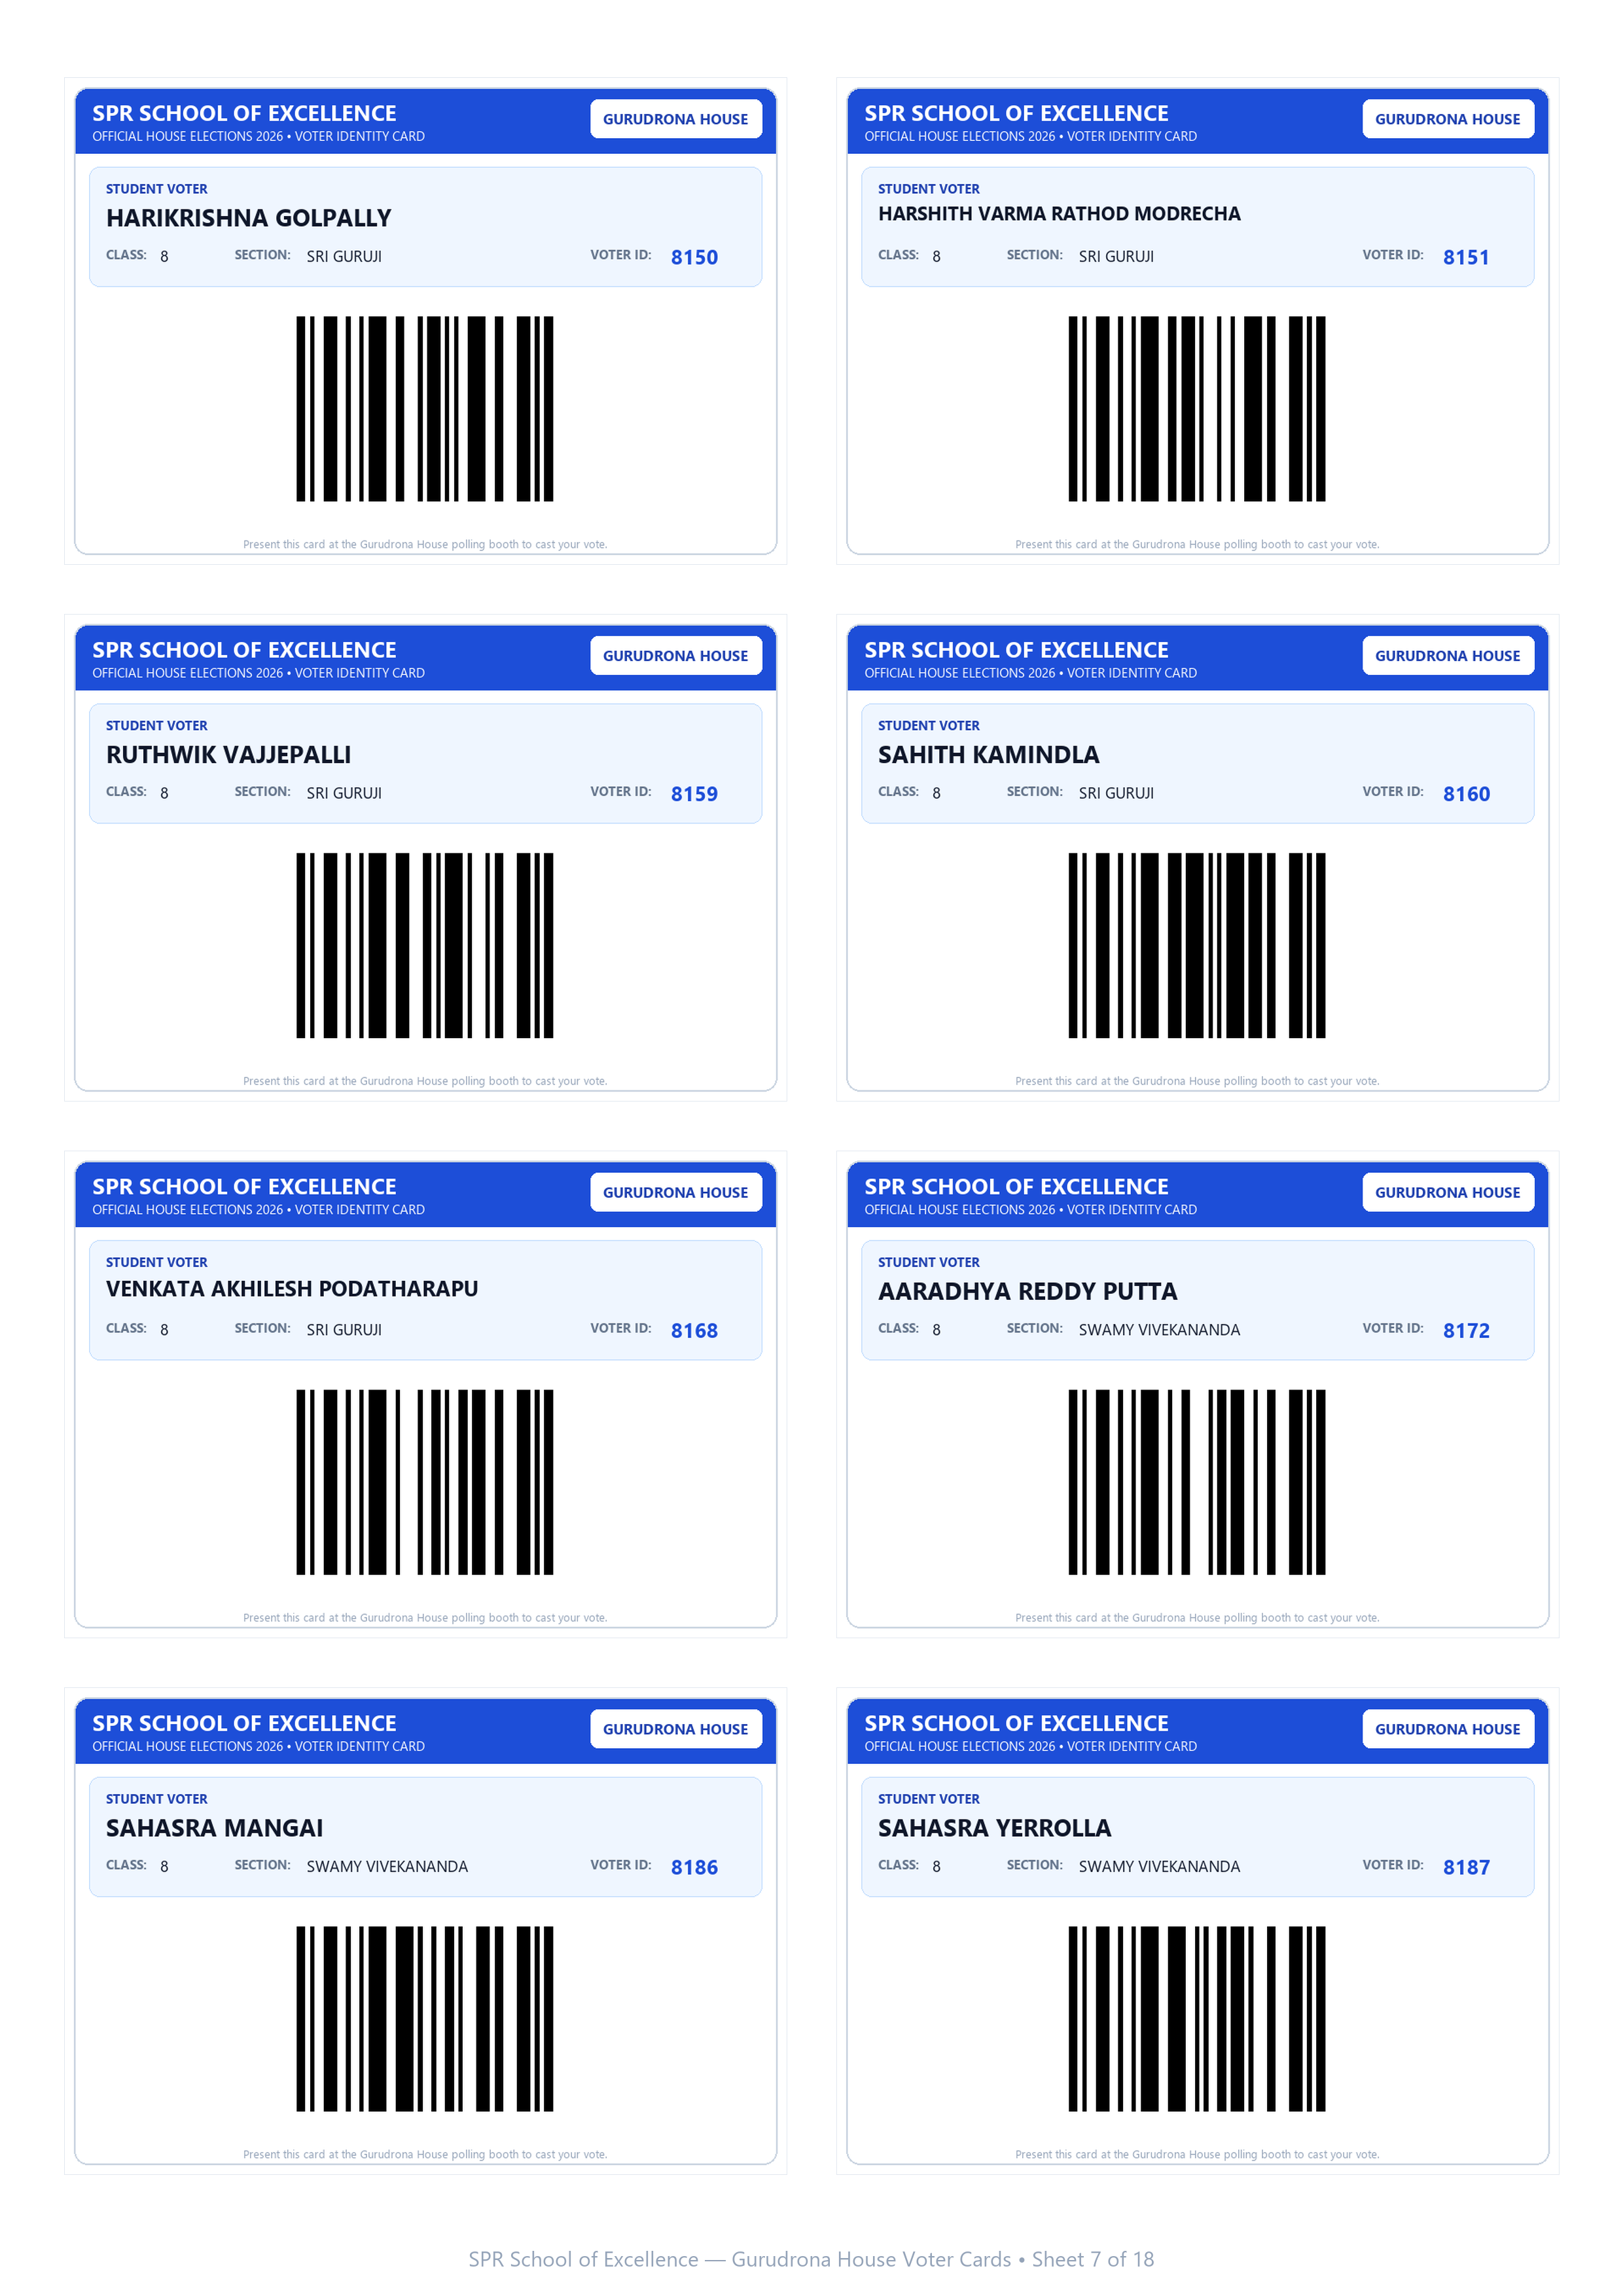 SPR SCHOOL OF EXCELLENCE
OFFICIAL HOUSE ELECTIONS 2026 • VOTER IDENTITY CARD
GURUDRONA HOUSE
STUDENT VOTER
HARIKRISHNA GOLPALLY
CLASS: 8 SECTION: SRI GURUJI VOTER ID: 8150
Present this card at the Gurudrona House polling booth to cast your vote.
SPR SCHOOL OF EXCELLENCE
OFFICIAL HOUSE ELECTIONS 2026 • VOTER IDENTITY CARD
GURUDRONA HOUSE
STUDENT VOTER
HARSHITH VARMA RATHOD MODRECHA
CLASS: 8 SECTION: SRI GURUJI VOTER ID: 8151
Present this card at the Gurudrona House polling booth to cast your vote.
SPR SCHOOL OF EXCELLENCE
OFFICIAL HOUSE ELECTIONS 2026 • VOTER IDENTITY CARD
GURUDRONA HOUSE
STUDENT VOTER
RUTHWIK VAJJEPALLI
CLASS: 8 SECTION: SRI GURUJI VOTER ID: 8159
Present this card at the Gurudrona House polling booth to cast your vote.
SPR SCHOOL OF EXCELLENCE
OFFICIAL HOUSE ELECTIONS 2026 • VOTER IDENTITY CARD
GURUDRONA HOUSE
STUDENT VOTER
SAHITH KAMINDLA
CLASS: 8 SECTION: SRI GURUJI VOTER ID: 8160
Present this card at the Gurudrona House polling booth to cast your vote.
SPR SCHOOL OF EXCELLENCE
OFFICIAL HOUSE ELECTIONS 2026 • VOTER IDENTITY CARD
GURUDRONA HOUSE
STUDENT VOTER
VENKATA AKHILESH PODATHARAPU
CLASS: 8 SECTION: SRI GURUJI VOTER ID: 8168
Present this card at the Gurudrona House polling booth to cast your vote.
SPR SCHOOL OF EXCELLENCE
OFFICIAL HOUSE ELECTIONS 2026 • VOTER IDENTITY CARD
GURUDRONA HOUSE
STUDENT VOTER
AARADHYA REDDY PUTTA
CLASS: 8 SECTION: SWAMY VIVEKANANDA VOTER ID: 8172
Present this card at the Gurudrona House polling booth to cast your vote.
SPR SCHOOL OF EXCELLENCE
OFFICIAL HOUSE ELECTIONS 2026 • VOTER IDENTITY CARD
GURUDRONA HOUSE
STUDENT VOTER
SAHASRA MANGAI
CLASS: 8 SECTION: SWAMY VIVEKANANDA VOTER ID: 8186
Present this card at the Gurudrona House polling booth to cast your vote.
SPR SCHOOL OF EXCELLENCE
OFFICIAL HOUSE ELECTIONS 2026 • VOTER IDENTITY CARD
GURUDRONA HOUSE
STUDENT VOTER
SAHASRA YERROLLA
CLASS: 8 SECTION: SWAMY VIVEKANANDA VOTER ID: 8187
Present this card at the Gurudrona House polling booth to cast your vote.
SPR School of Excellence — Gurudrona House Voter Cards • Sheet 7 of 18